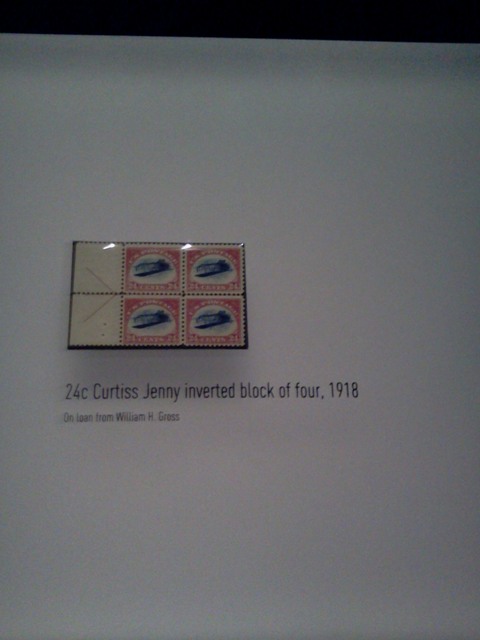 24c Curtiss Jenny inverted block of four, 1918
On loan from William H. Gross